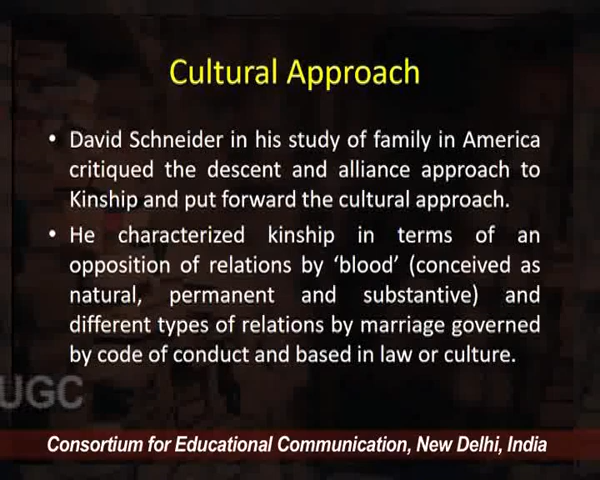 Cultural Approach
• David Schneider in his study of family in America
critiqued the descent and alliance approach to
Kinship and put forward the cultural approach.
• He characterized kinship in terms of an
opposition of relations by ‘blood’ (conceived as
natural, permanent and substantive) and
different types of relations by marriage governed
by code of conduct and based in law or culture.
UGC
Consortium for Educational Communication, New Delhi, India